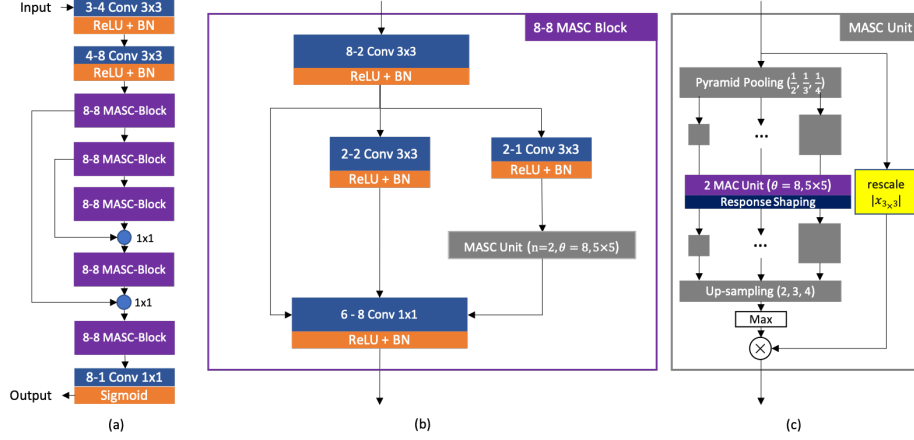 Input
3-4 Conv 3x3
ReLU + BN
4-8 Conv 3x3
ReLU + BN
8-8 MASC-Block
8-8 MASC-Block
8-8 MASC-Block
1x1
8-8 MASC-Block
1x1
8-8 MASC-Block
8-1 Conv 1x1
Output
Sigmoid
(a)
8-8 MASC Block
8-2 Conv 3x3
ReLU + BN
2-2 Conv 3x3
ReLU + BN
2-1 Conv 3x3
ReLU + BN
MASC Unit (n=2,θ = 8,5×5)
6 - 8 Conv 1x1
ReLU + BN
(b)
MASC Unit
Pyramid Pooling (1/2, 1/3, 1/4)
...
...
2 MAC Unit (θ = 8,5×5)
Response Shaping
rescale
|x3×3|
...
...
Up-sampling (2, 3, 4)
Max
×
(c)